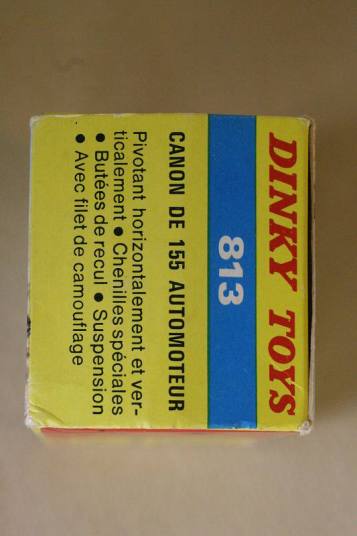 DINKY TOYS
813
CANON DE 155 AUTOMOTEUR
Pivotant horizontalement et ver-
ticalement ● Chenilles spéciales
● Butées de recul ● Suspension
● Avec filet de camouflage